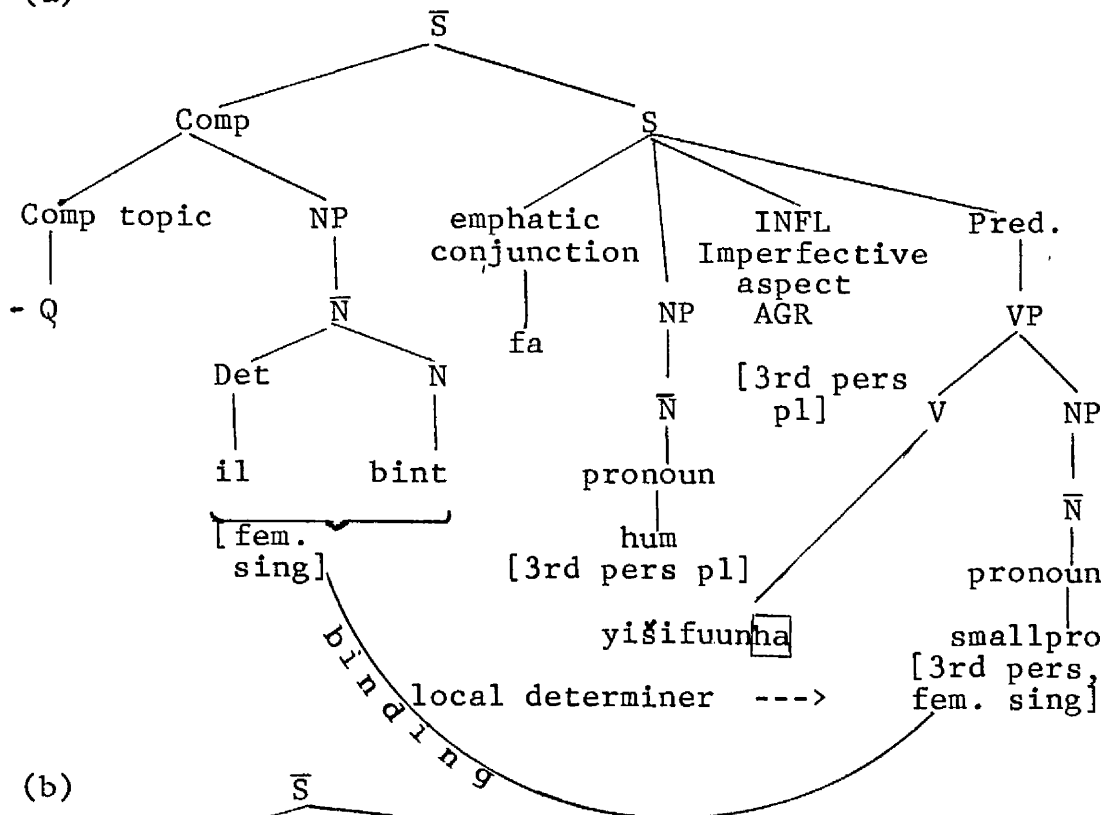 S̄
Comp S
Comp topic NP emphatic INFL Pred.
conjunction Imperfective
aspect
- Q N̄ fa NP AGR VP
Det N [3rd pers
pl]
N̄ V NP
il bint pronoun
[fem. hum N̄
sing] [3rd pers pl] pronoun
yišifuunha smallpro
[3rd pers,
local determiner ---> fem. sing]
binding
(b) S̄